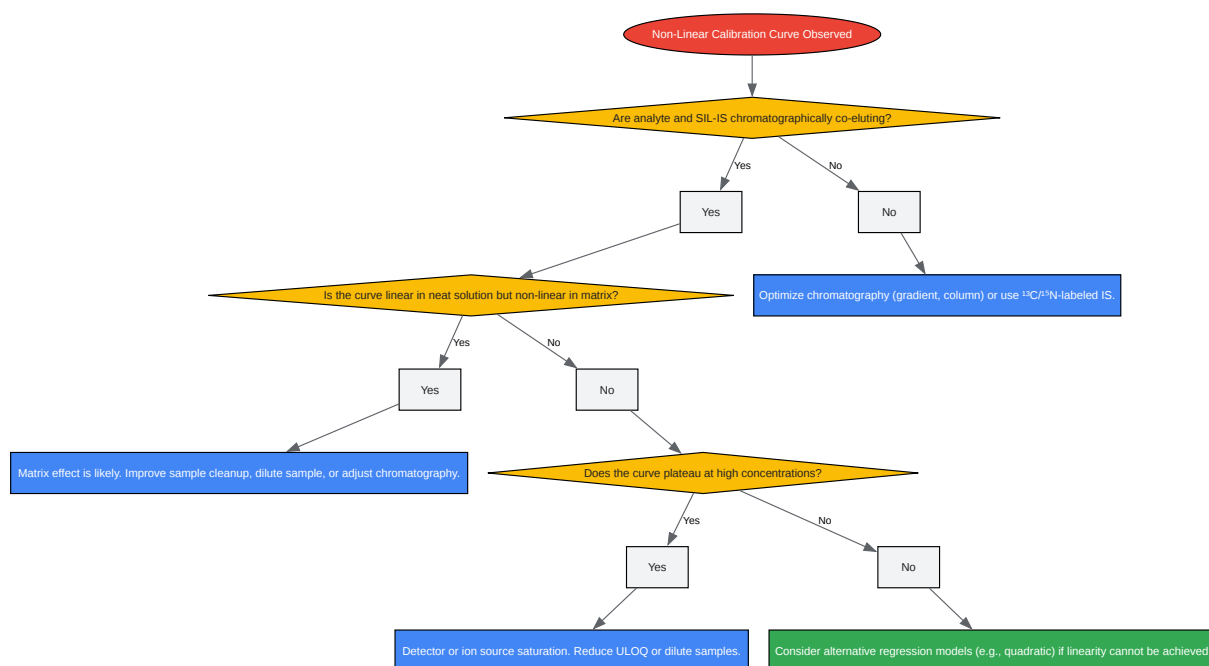 Non-Linear Calibration Curve Observed
Are analyte and SIL-IS chromatographically co-eluting?
Yes
No
Yes
No
Is the curve linear in neat solution but non-linear in matrix?
Optimize chromatography (gradient, column) or use ¹³C/¹⁵N-labeled IS.
Yes
No
Yes
No
Matrix effect is likely. Improve sample cleanup, dilute sample, or adjust chromatography.
Does the curve plateau at high concentrations?
Yes
No
Yes
No
Detector or ion source saturation. Reduce ULOQ or dilute samples.
Consider alternative regression models (e.g., quadratic) if linearity cannot be achieved